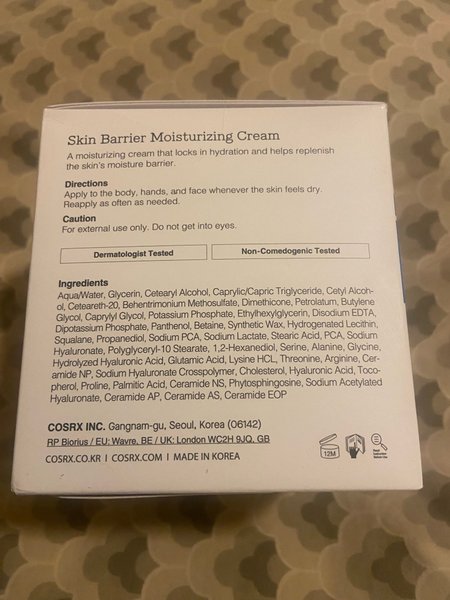 Skin Barrier Moisturizing Cream
A moisturizing cream that locks in hydration and helps replenish
the skin's moisture barrier.
Directions
Apply to the body, hands, and face whenever the skin feels dry.
Reapply as often as needed.
Caution
For external use only. Do not get into eyes.
Dermatologist Tested
Non-Comedogenic Tested
Ingredients
Aqua/Water, Glycerin, Cetearyl Alcohol, Caprylic/Capric Triglyceride, Cetyl Alcoh-
ol, Ceteareth-20, Behentrimonium Methosulfate, Dimethicone, Petrolatum, Butylene
Glycol, Caprylyl Glycol, Potassium Phosphate, Ethylhexylglycerin, Disodium EDTA,
Dipotassium Phosphate, Panthenol, Betaine, Synthetic Wax, Hydrogenated Lecithin,
Squalane, Propanediol, Sodium PCA, Sodium Lactate, Stearic Acid, PCA, Sodium
Hyaluronate, Polyglyceryl-10 Stearate, 1,2-Hexanediol, Serine, Alanine, Glycine,
Hydrolyzed Hyaluronic Acid, Glutamic Acid, Lysine HCL, Threonine, Arginine, Cer-
amide NP, Sodium Hyaluronate Crosspolymer, Cholesterol, Hyaluronic Acid, Toco-
pherol, Proline, Palmitic Acid, Ceramide NS, Phytosphingosine, Sodium Acetylated
Hyaluronate, Ceramide AP, Ceramide AS, Ceramide EOP
COSRX INC. Gangnam-gu, Seoul, Korea (06142)
RP Biorius / EU: Wavre, BE / UK: London WC2H 9JQ, GB
COSRX.CO.KR | COSRX.COM | MADE IN KOREA
12M